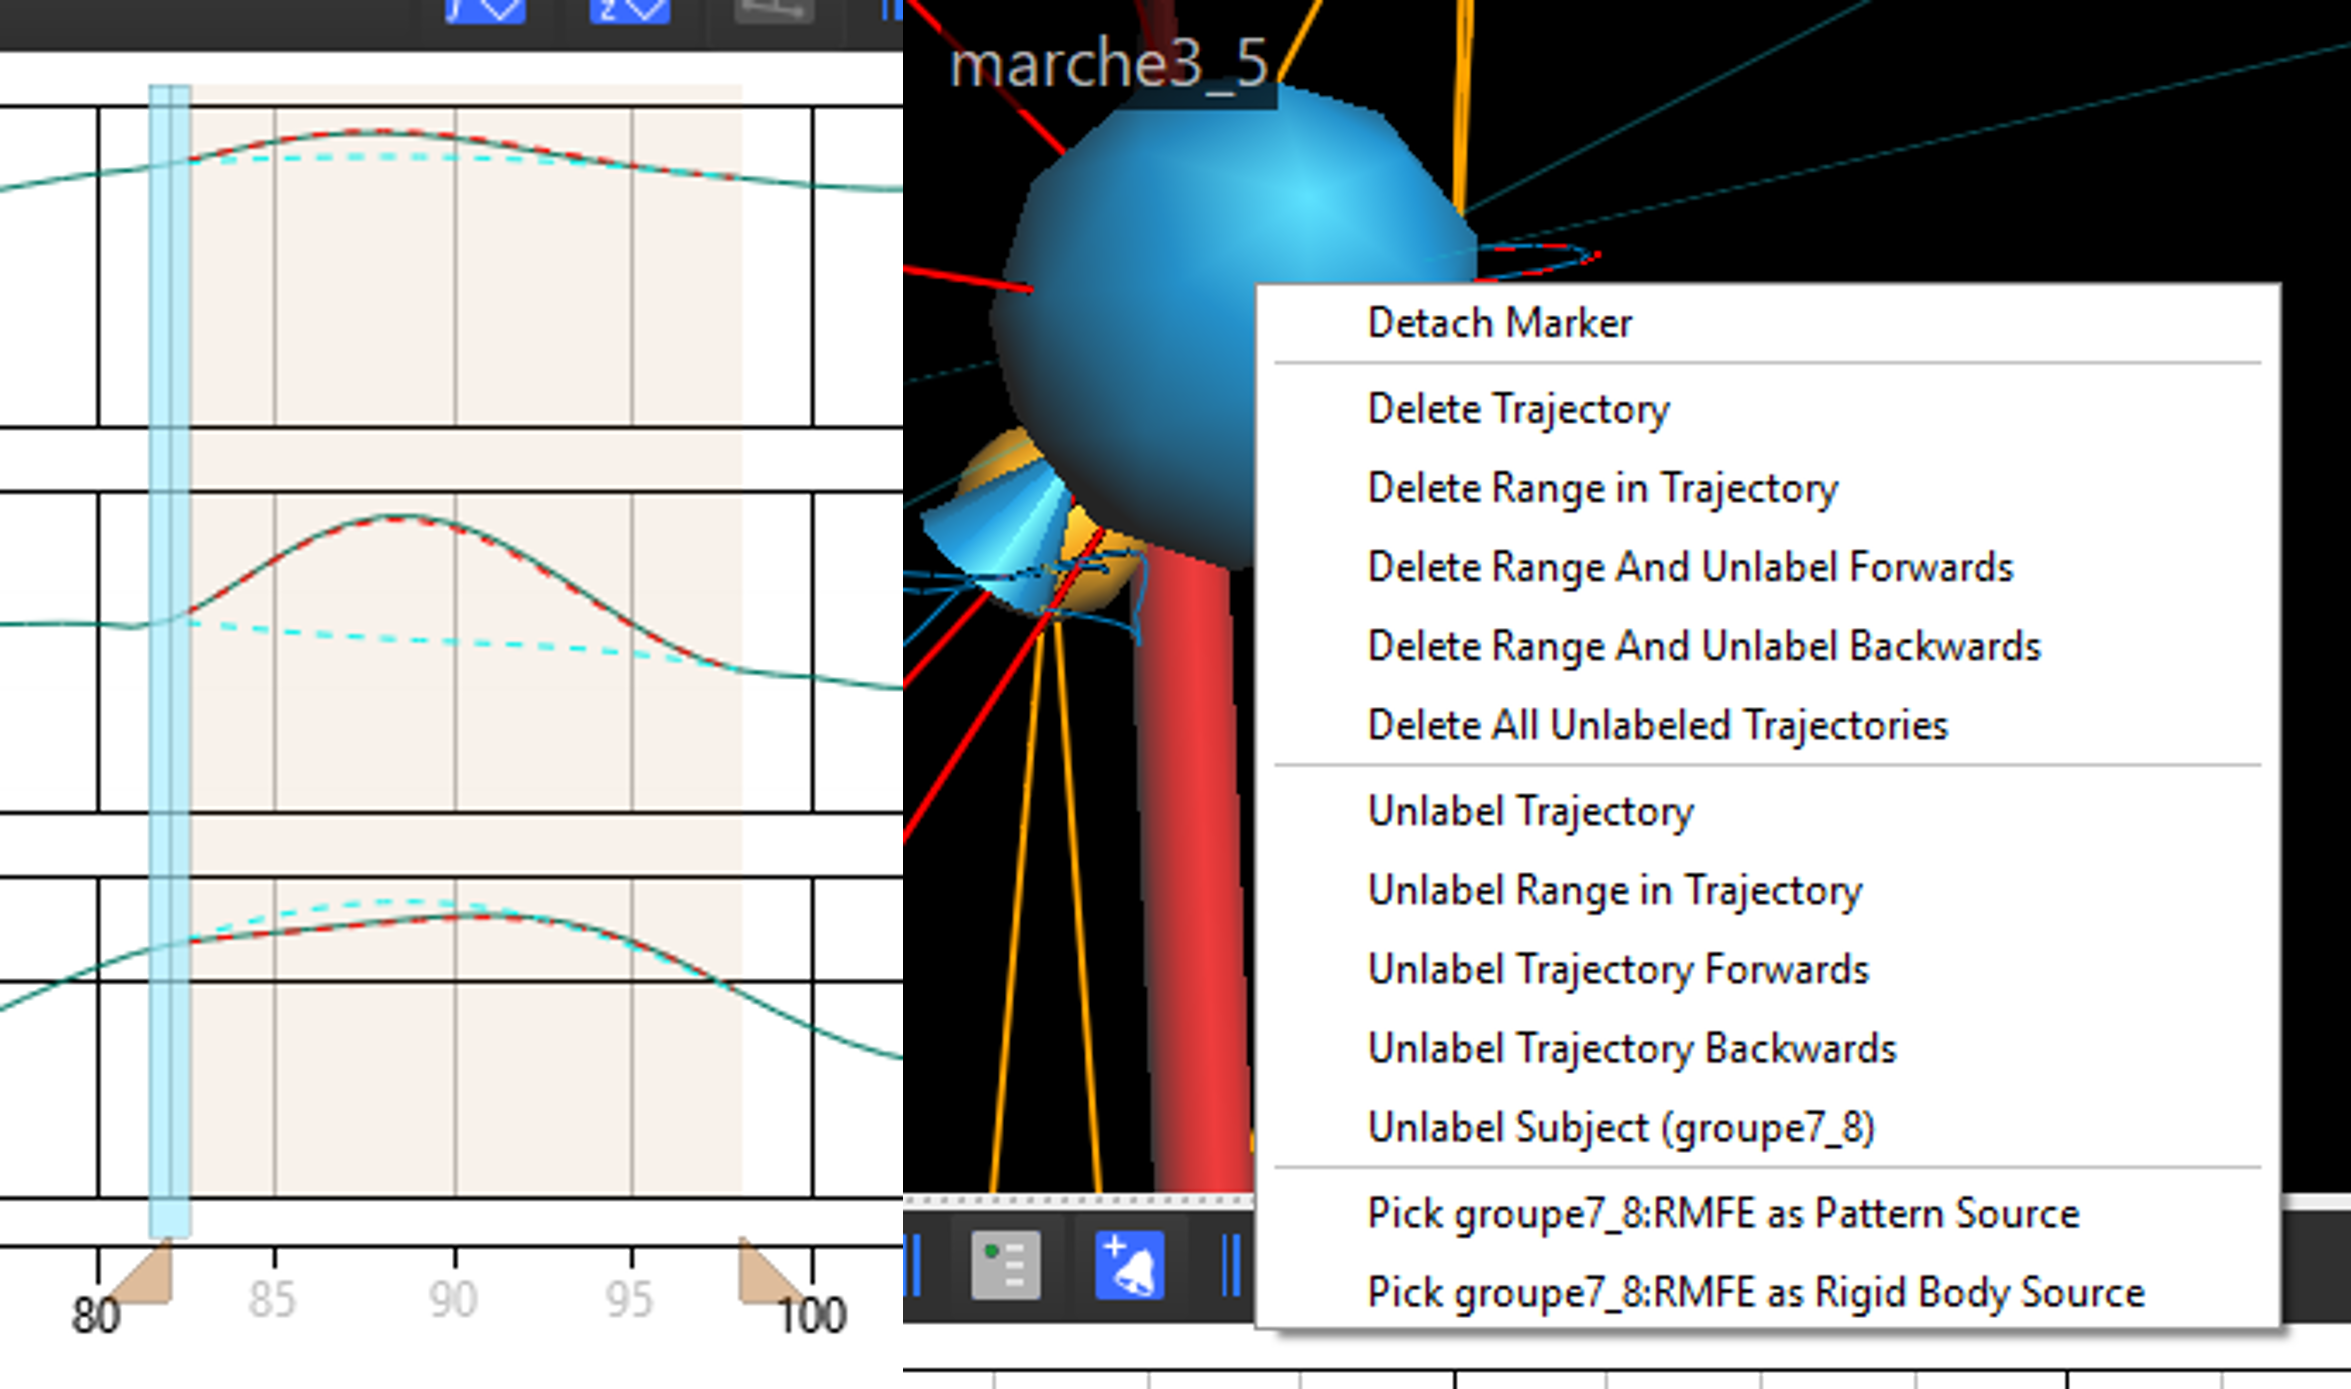 marche3_5
Detach Marker
Delete Trajectory
Delete Range in Trajectory
Delete Range And Unlabel Forwards
Delete Range And Unlabel Backwards
Delete All Unlabeled Trajectories
Unlabel Trajectory
Unlabel Range in Trajectory
Unlabel Trajectory Forwards
Unlabel Trajectory Backwards
Unlabel Subject (groupe7_8)
Pick groupe7_8:RMFE as Pattern Source
Pick groupe7_8:RMFE as Rigid Body Source
80 85 90 95 100